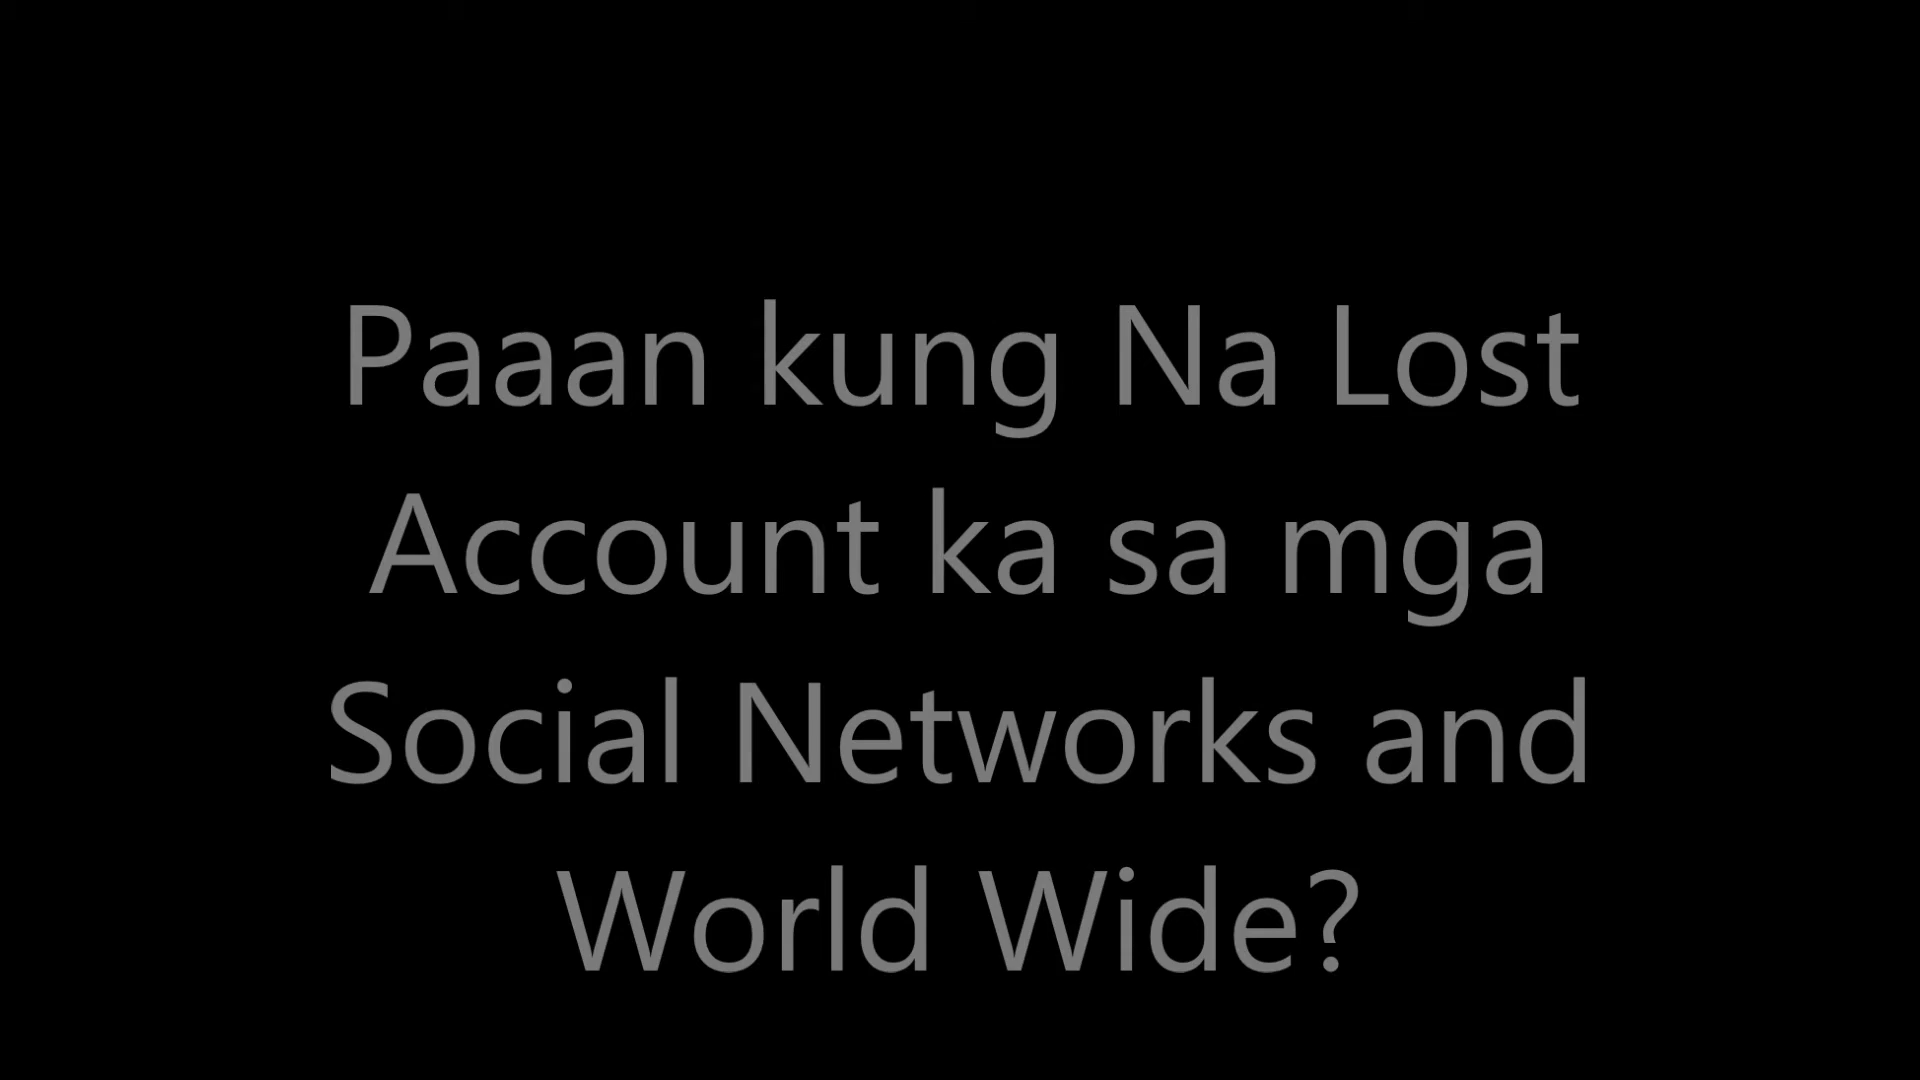 Paaan kung Na Lost
Account ka sa mga
Social Networks and
World Wide?